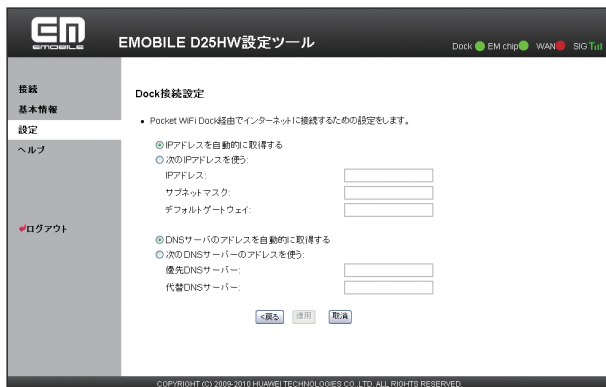 EM
EMOBILE
EMOBILE D25HW設定ツール
Dock EM chip WAN SIG
接続
基本情報
設定
ヘルプ
ログアウト
Dock接続設定
• Pocket WiFi Dock経由でインターネットに接続するための設定をします。
IPアドレスを自動的に取得する
次のIPアドレスを使う:
IPアドレス:
サブネットマスク:
デフォルトゲートウェイ:
DNSサーバのアドレスを自動的に取得する
次のDNSサーバーのアドレスを使う:
優先DNSサーバー:
代替DNSサーバー:
<戻る 適用 取消
COPYRIGHT (C) 2009-2010 HUAWEI TECHNOLOGIES CO.,LTD. ALL RIGHTS RESERVED.